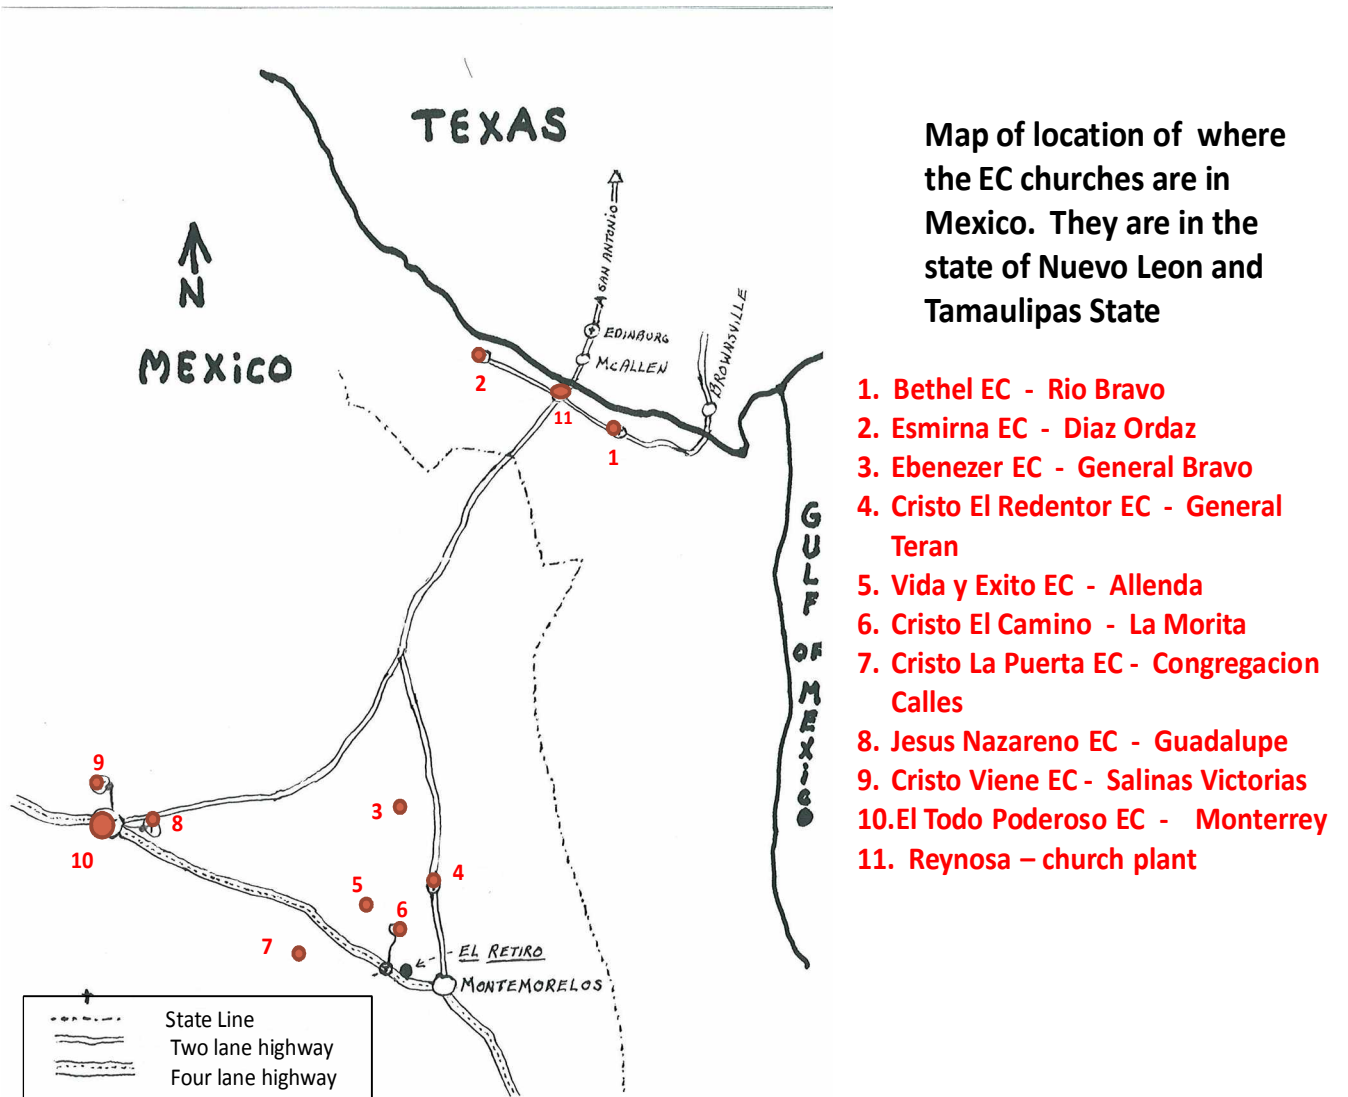 TEXAS
N
MEXiCO
SAN ANTONiO
EDINBURG
McALLEN
BROWNSVILLE
2
11
1
GULF OF MEXiCO
9
8
10
3
4
5
6
7
EL RETIRO
MONTEMORELOS
State Line
Two lane highway
Four lane highway
Map of location of where
the EC churches are in
Mexico. They are in the
state of Nuevo Leon and
Tamaulipas State
1. Bethel EC - Rio Bravo
2. Esmirna EC - Diaz Ordaz
3. Ebenezer EC - General Bravo
4. Cristo El Redentor EC - General
Teran
5. Vida y Exito EC - Allenda
6. Cristo El Camino - La Morita
7. Cristo La Puerta EC - Congregacion
Calles
8. Jesus Nazareno EC - Guadalupe
9. Cristo Viene EC - Salinas Victorias
10.El Todo Poderoso EC - Monterrey
11. Reynosa – church plant